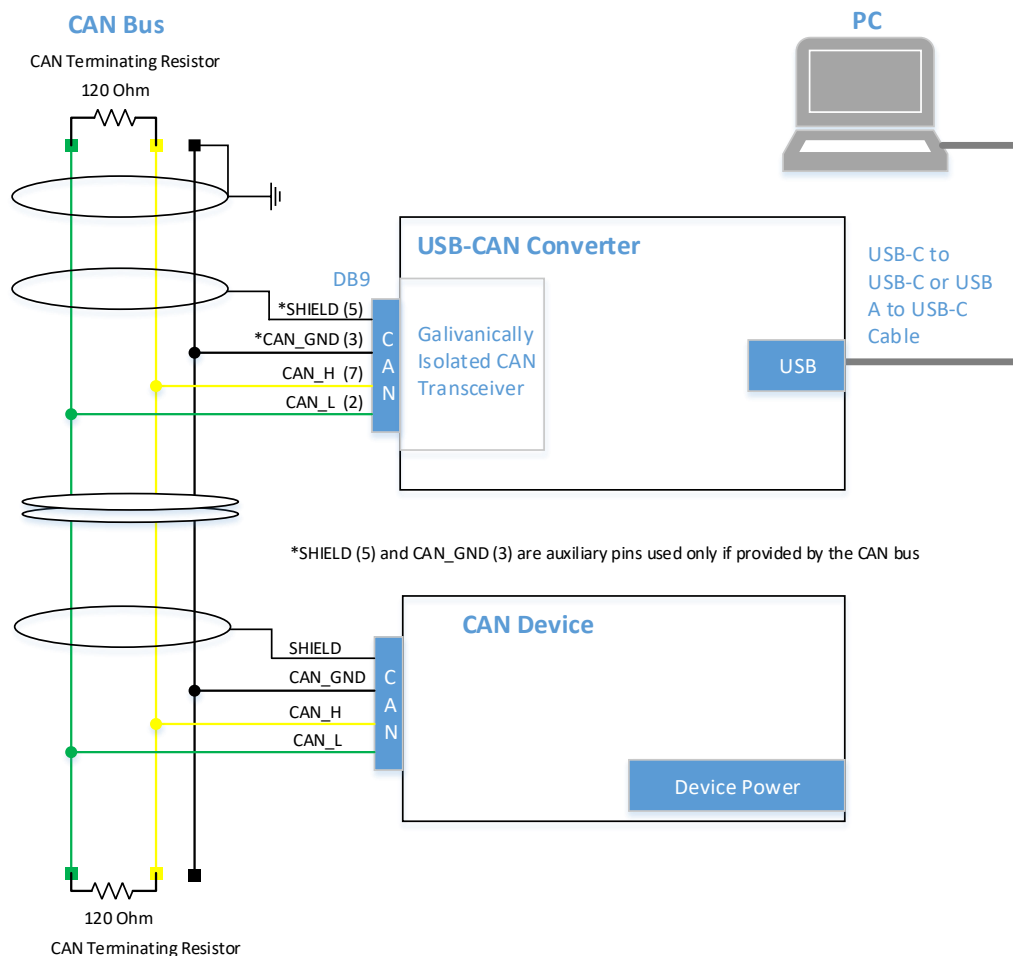 CAN Bus
CAN Terminating Resistor
120 Ohm
PC
USB-CAN Converter
DB9
*SHIELD (5)
*CAN_GND (3)
CAN_H (7)
CAN_L (2)
C
A
N
Galivanically
Isolated CAN
Transceiver
USB
USB-C to
USB-C or USB
A to USB-C
Cable
*SHIELD (5) and CAN_GND (3) are auxiliary pins used only if provided by the CAN bus
CAN Device
SHIELD
CAN_GND
CAN_H
CAN_L
C
A
N
Device Power
120 Ohm
CAN Terminating Resistor